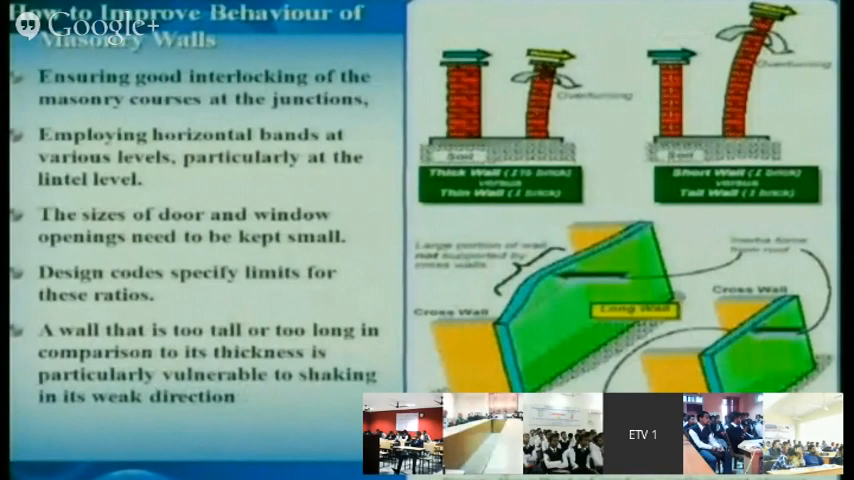 How to Improve Behaviour of
Google+
Masonry Walls
Ensuring good interlocking of the
masonry courses at the junctions,
Employing horizontal bands at
various levels, particularly at the
lintel level.
The sizes of door and window
openings need to be kept small.
Design codes specify limits for
these ratios.
A wall that is too tall or too long in
comparison to its thickness is
particularly vulnerable to shaking
in its weak direction
Overturning
Soil
Thick Wall (1½ brick)
versus
Thin Wall (1 brick)
Overturning
Soil
Short Wall (1 brick)
versus
Tall Wall (1 brick)
Large portion of wall
not supported by
cross walls
Inertia force
from roof
Cross Wall
Long Wall
Cross Wall
ETV 1